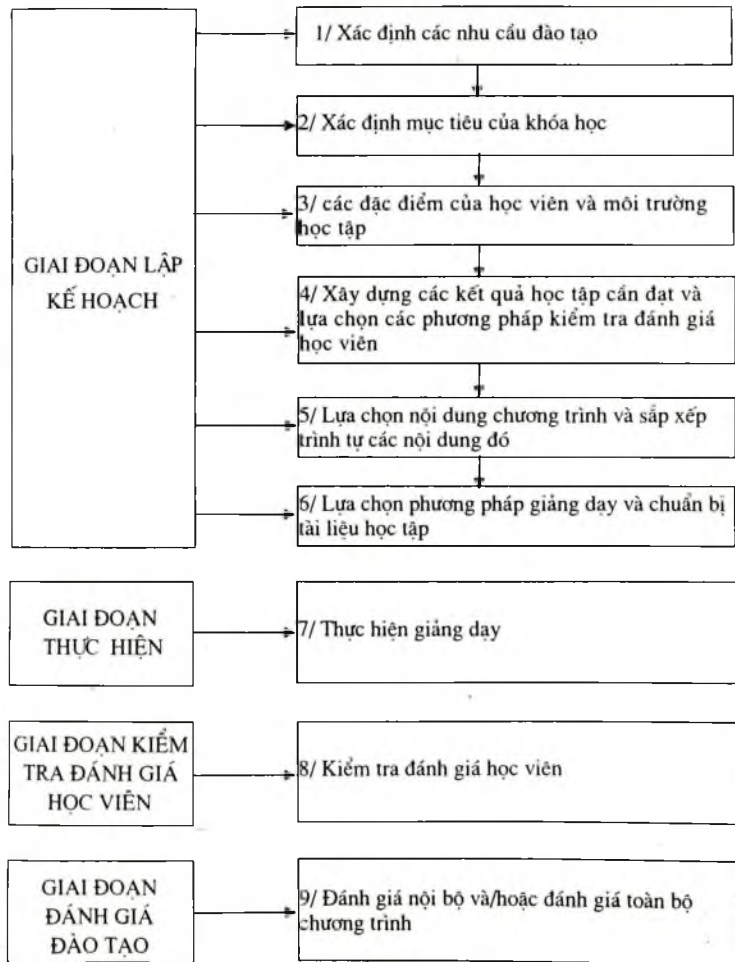 1/ Xác định các nhu cầu đào tạo
2/ Xác định mục tiêu của khóa học
3/ các đặc điểm của học viên và môi trường
học tập
GIAI ĐOẠN LẬP
KẾ HOẠCH
4/ Xây dựng các kết quả học tập cần đạt và
lựa chọn các phương pháp kiểm tra đánh giá
học viên
5/ Lựa chọn nội dung chương trình và sắp xếp
trình tự các nội dung đó
6/ Lựa chọn phương pháp giảng dạy và chuẩn bị
tài liệu học tập
GIAI ĐOẠN
THỰC HIỆN
7/ Thực hiện giảng dạy
GIAI ĐOẠN KIỂM
TRA ĐÁNH GIÁ
HỌC VIÊN
8/ Kiểm tra đánh giá học viên
GIAI ĐOẠN
ĐÁNH GIÁ
ĐÀO TẠO
9/ Đánh giá nội bộ và/hoặc đánh giá toàn bộ
chương trình